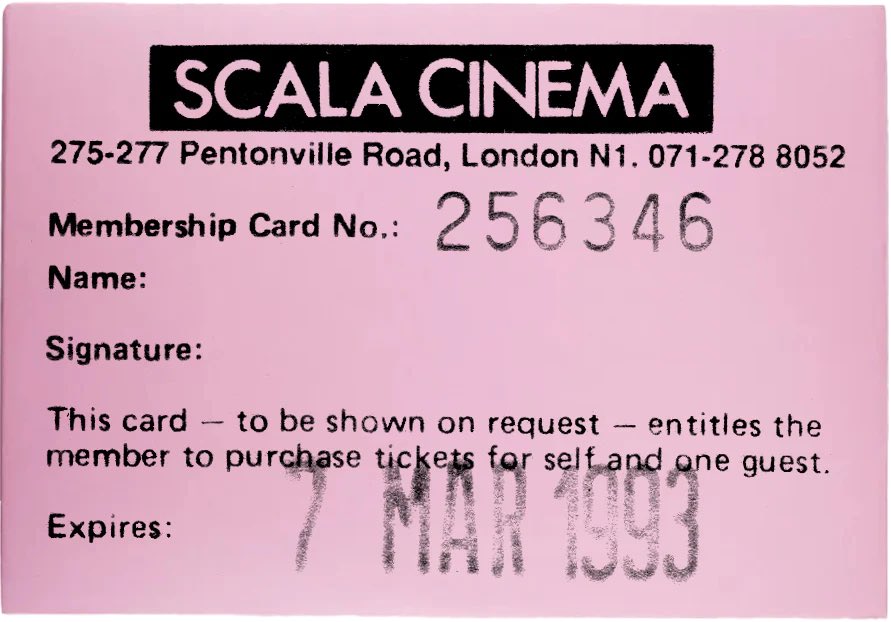 SCALA CINEMA
275-277 Pentonville Road, London N1. 071-278 8052
Membership Card No.: 256346
Name:
Signature:
This card — to be shown on request — entitles the
member to purchase tickets for self and one guest.
Expires: 7 MAR 1993